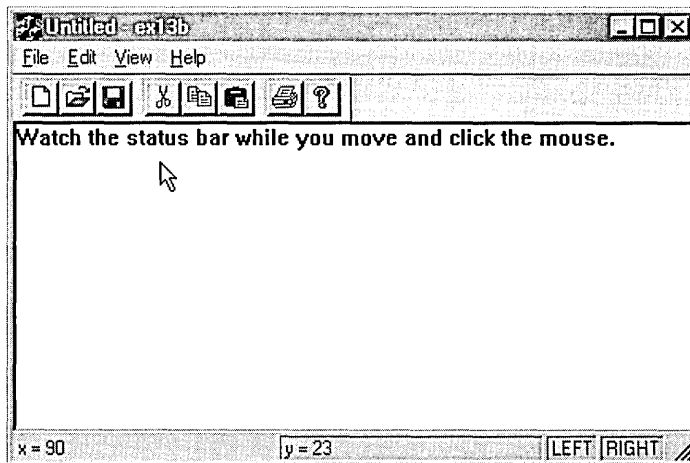 Untitled - ex13b
File Edit View Help
Watch the status bar while you move and click the mouse.
x = 90 y = 23 LEFT RIGHT